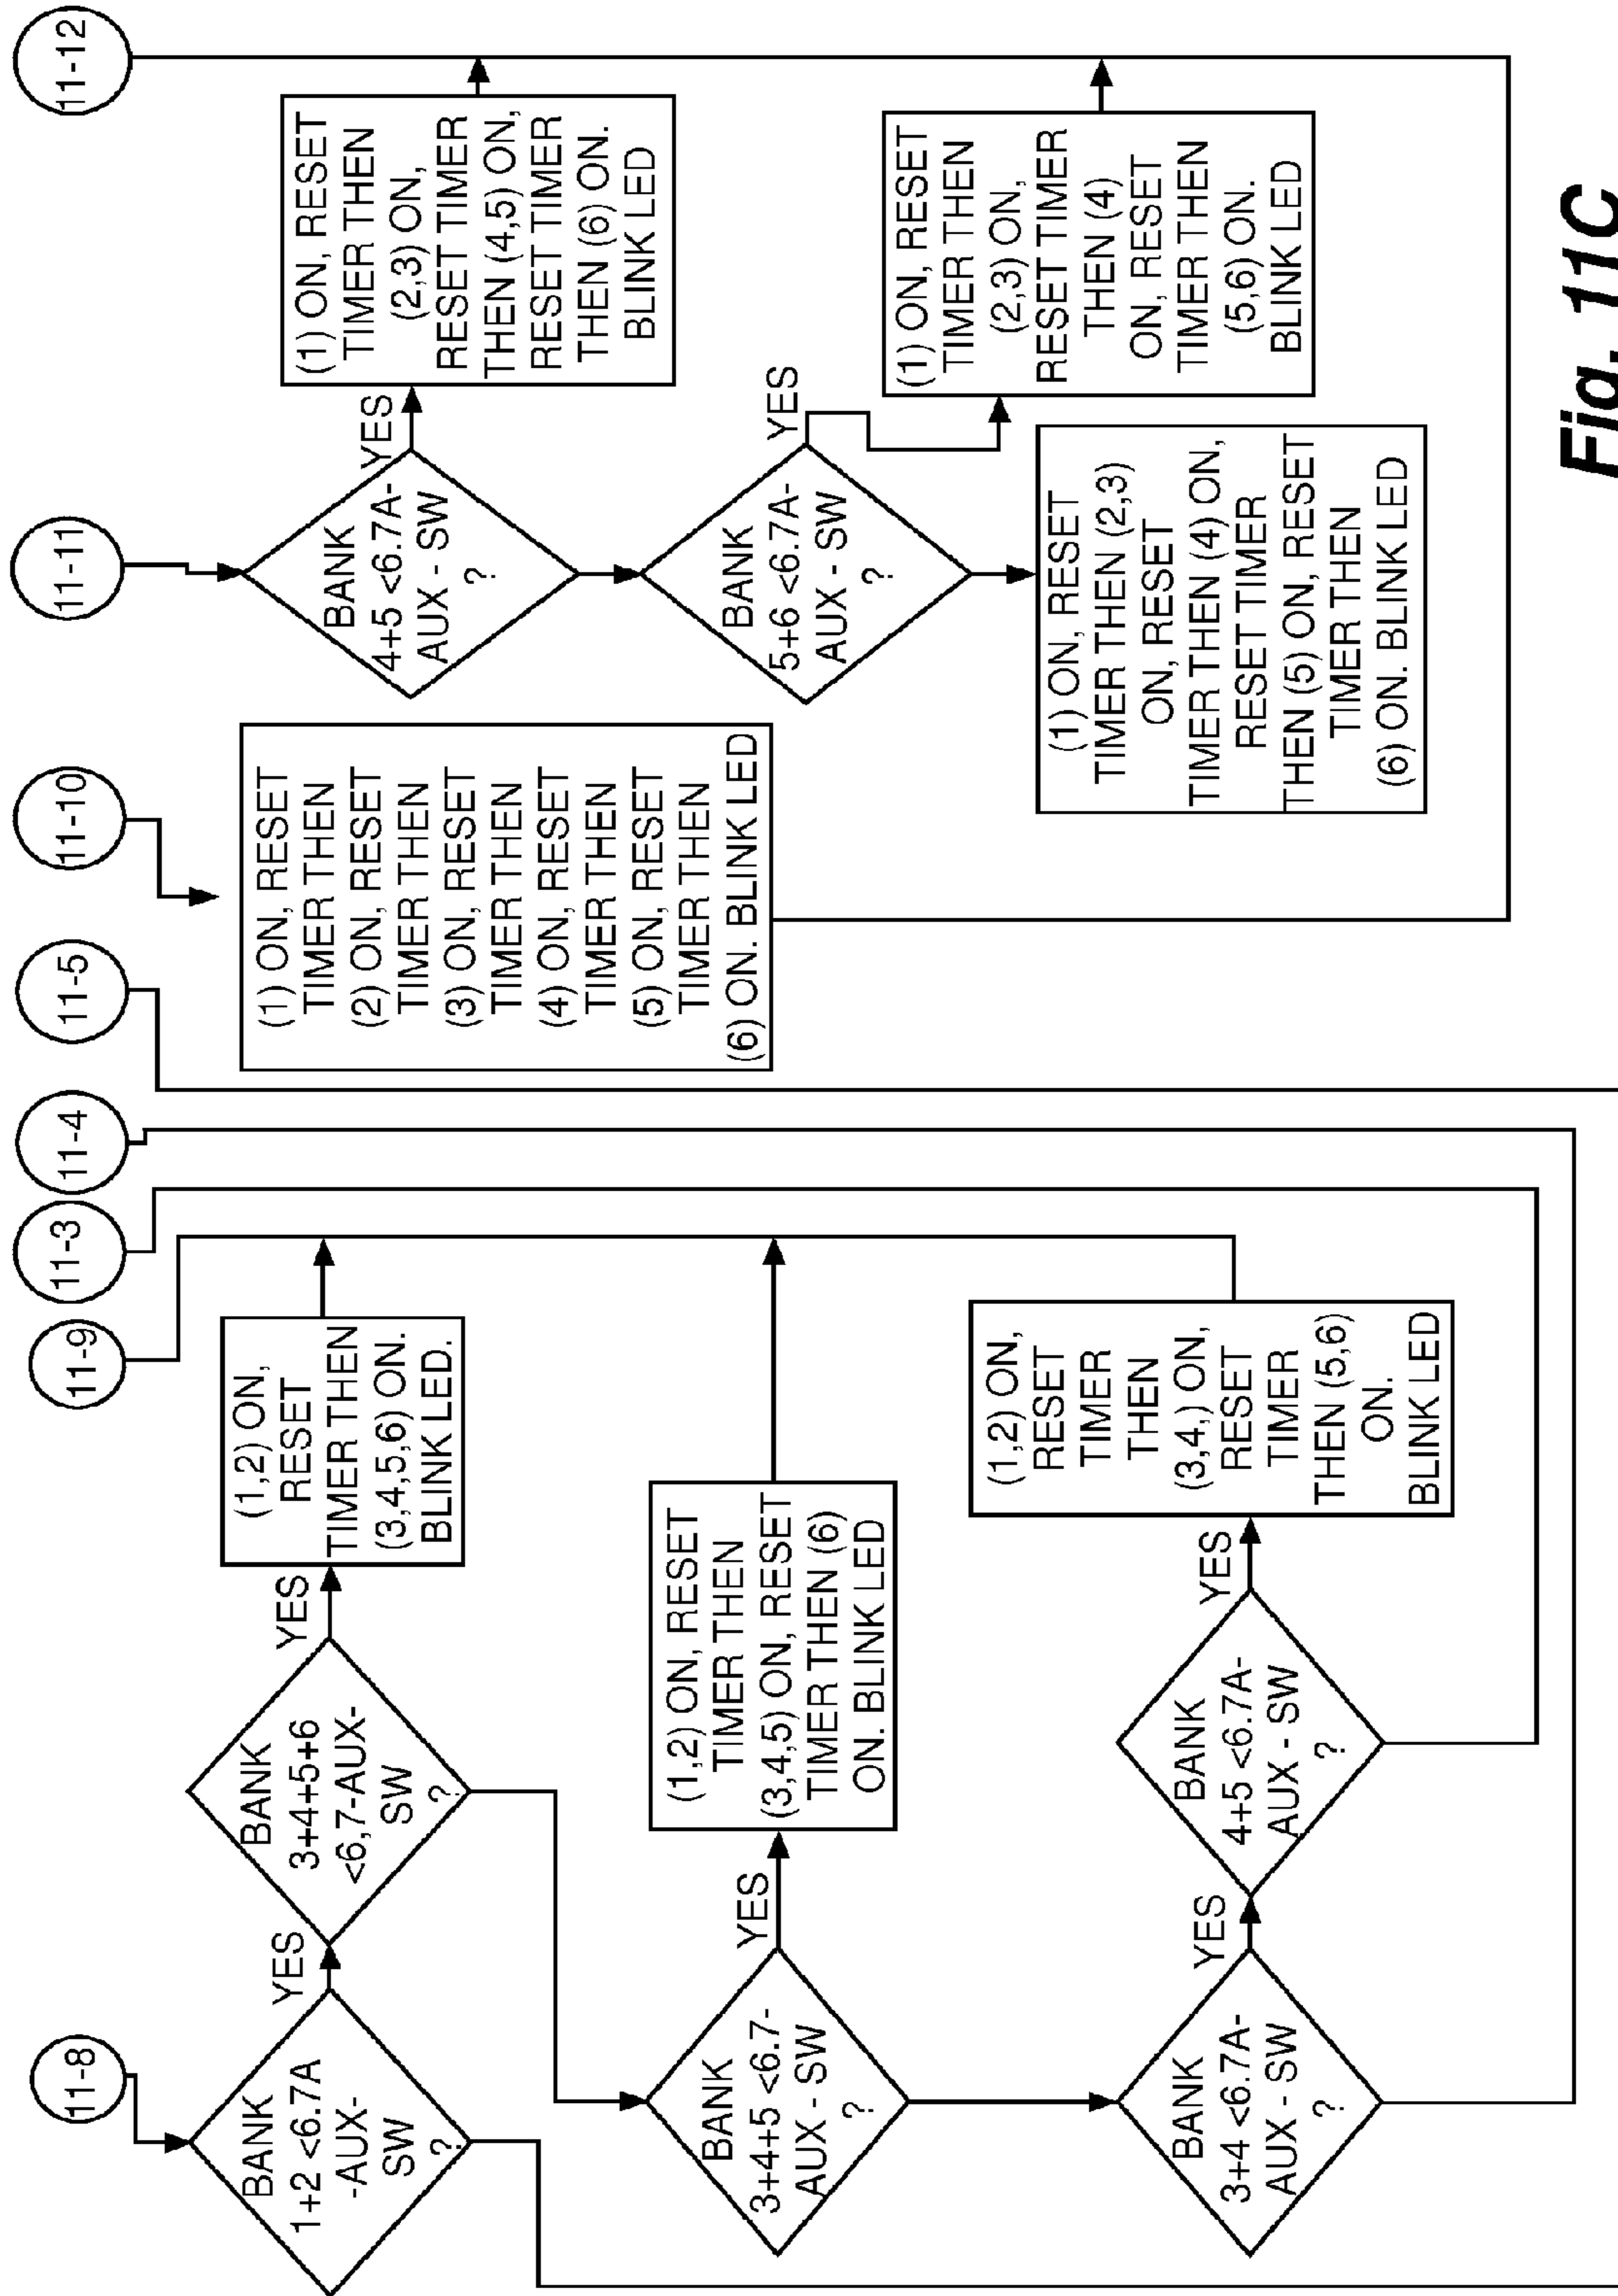 11-8
11-9
11-3
11-4
11-5
11-10
11-11
11-12
BANK
1+2 <6.7A
-AUX-
SW
?
YES
BANK
3+4+5+6
<6,7-AUX-
SW
?
YES
(1,2) ON,
RESET
TIMER THEN
(3,4,5,6) ON.
BLINK LED.
BANK
3+4+5 <6.7-
AUX - SW
?
YES
(1,2) ON, RESET
TIMER THEN
(3,4,5) ON, RESET
TIMER THEN (6)
ON. BLINK LED
BANK
3+4 <6.7A-
AUX - SW
?
YES
BANK
4+5 <6.7A-
AUX - SW
?
YES
(1,2) ON,
RESET
TIMER
THEN
(3,4,) ON,
RESET
TIMER
THEN (5,6)
ON.
BLINK LED
(1) ON, RESET
TIMER THEN
(2) ON, RESET
TIMER THEN
(3) ON, RESET
TIMER THEN
(4) ON, RESET
TIMER THEN
(5) ON, RESET
TIMER THEN
(6) ON. BLINK LED
BANK
4+5 <6.7A-
AUX - SW
?
YES
(1) ON, RESET
TIMER THEN
(2,3) ON,
RESET TIMER
THEN (4,5) ON,
RESET TIMER
THEN (6) ON.
BLINK LED
BANK
5+6 <6.7A-
AUX - SW
?
YES
(1) ON, RESET
TIMER THEN
(2,3) ON,
RESET TIMER
THEN (4)
ON, RESET
TIMER THEN
(5,6) ON.
BLINK LED
(1) ON, RESET
TIMER THEN (2,3)
ON, RESET
TIMER THEN (4) ON,
RESET TIMER
THEN (5) ON, RESET
TIMER THEN
(6) ON. BLINK LED
Fig. 11C